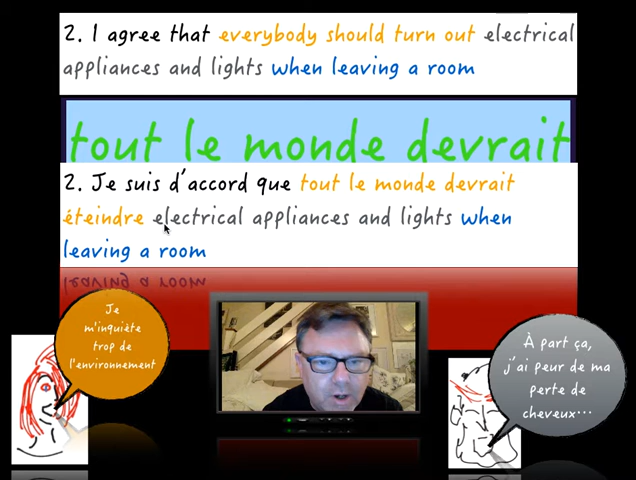 2. I agree that everybody should turn out electrical
appliances and lights when leaving a room
tout le monde devrait
2. Je suis d'accord que tout le monde devrait
éteindre electrical appliances and lights when
leaving a room
leaving a room
Je
m'inquiète
trop de
l'environnement
À part ça,
j'ai peur de ma
perte de
cheveux...